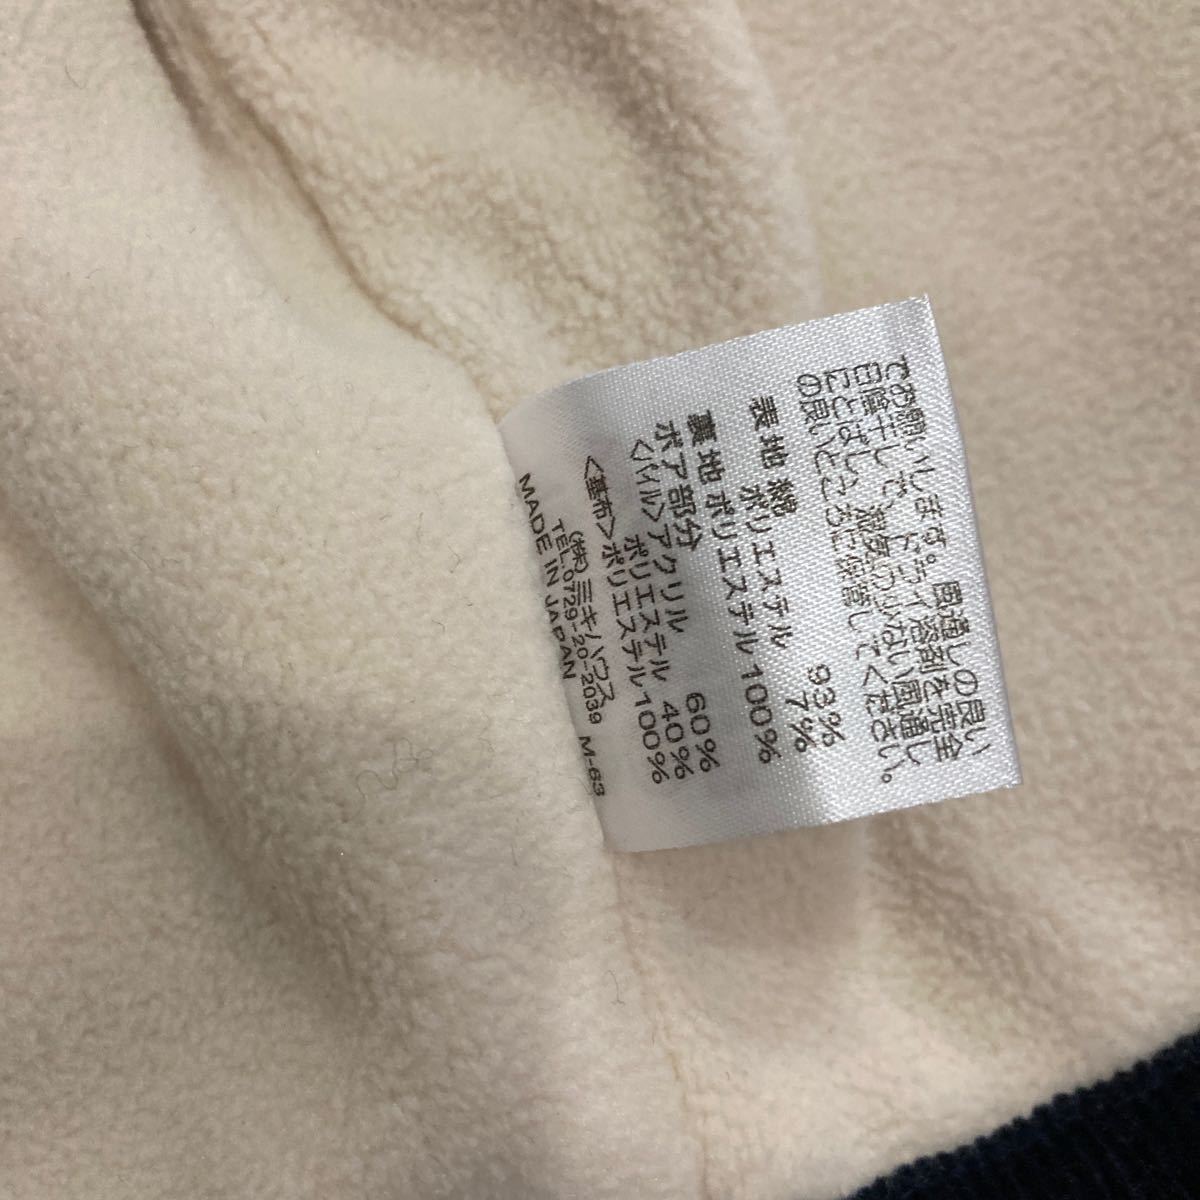 でお願いします。風通しの良い
日陰干しし、ドライ溶剤を完全
にとばし、湿気の少ない風通し
の良いところに保管してください。
表地 綿 93%
ポリエステル 7%
裏地 ポリエステル 100%
ボア部分
〈パイル〉アクリル 60%
ポリエステル 40%
〈基布〉ポリエステル100%
(株)ミキハウス
TEL.0729-20-2039 M-63
MADE IN JAPAN